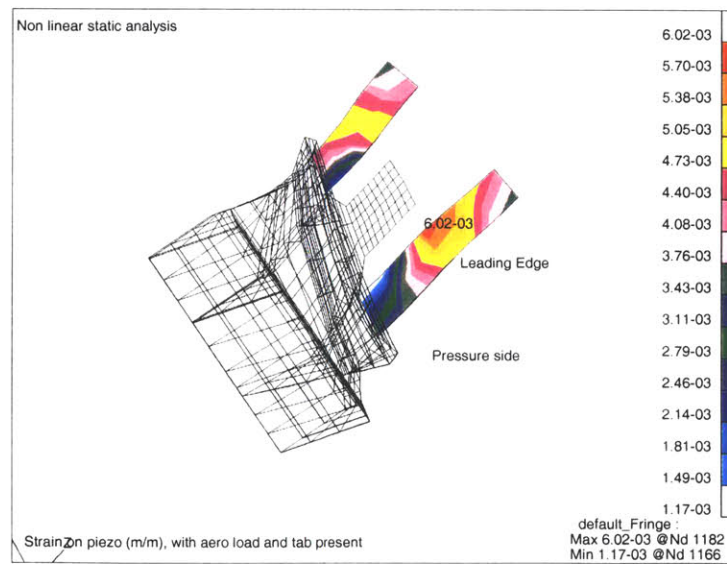 Non linear static analysis
6.02-03
5.70-03
5.38-03
5.05-03
4.73-03
4.40-03
4.08-03
3.76-03
3.43-03
3.11-03
2.79-03
2.46-03
2.14-03
1.81-03
1.49-03
1.17-03
6.02-03
Leading Edge
Pressure side
Strain on piezo (m/m), with aero load and tab present
Z
default_Fringe :
Max 6.02-03 @Nd 1182
Min 1.17-03 @Nd 1166